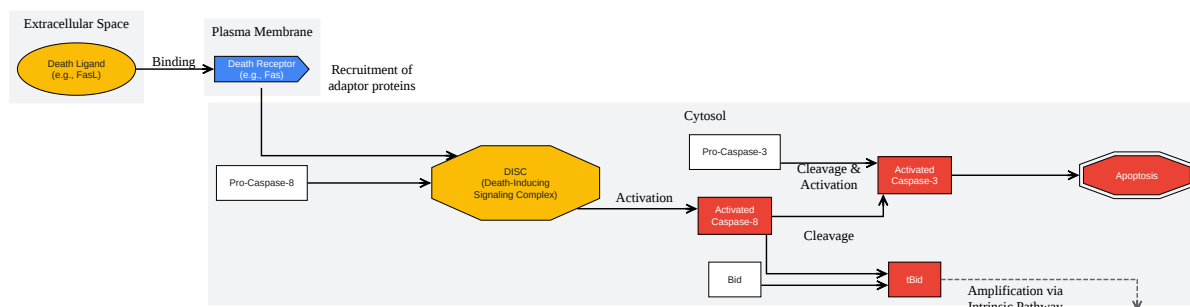 Extracellular Space
Death Ligand
(e.g., FasL)
Binding
Plasma Membrane
Death Receptor
(e.g., Fas)
Recruitment of
adaptor proteins
Cytosol
Pro-Caspase-8
DISC
(Death-Inducing
Signaling Complex)
Activation
Pro-Caspase-3
Cleavage &
Activation
Activated
Caspase-3
Apoptosis
Activated
Caspase-8
Cleavage
Bid
tBid
Amplification via
Intrinsic Pathway